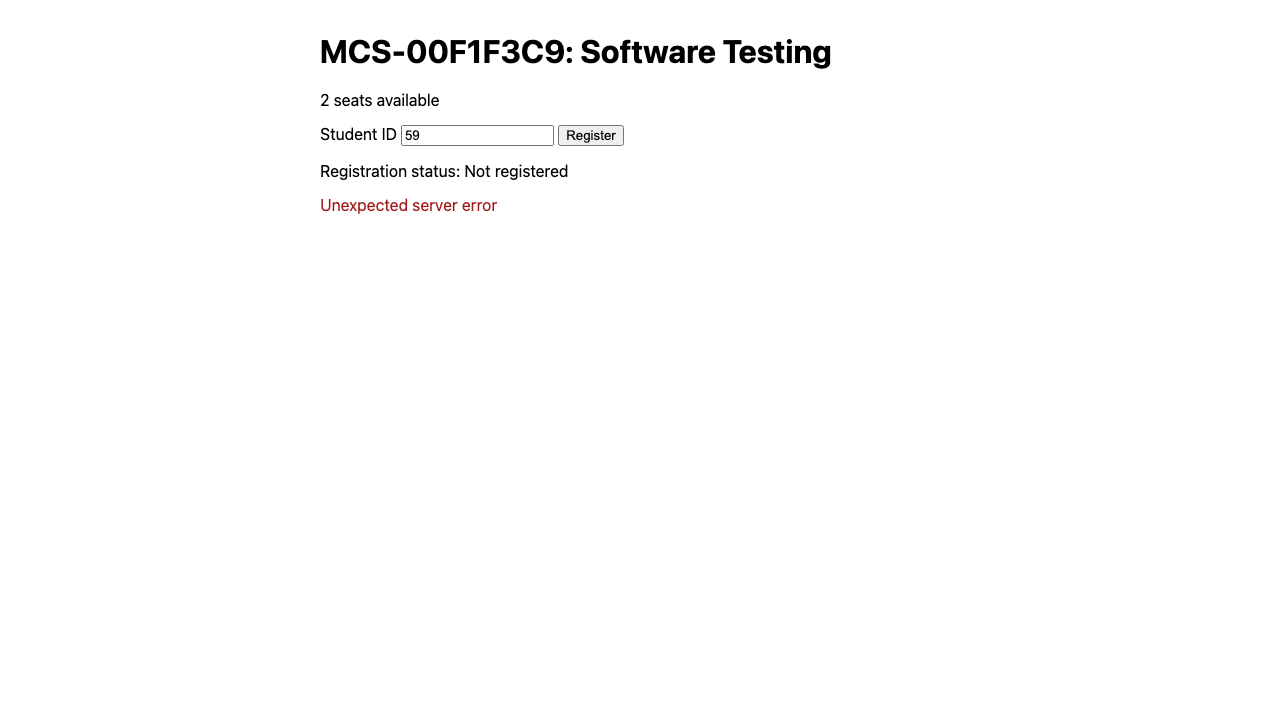 MCS-00F1F3C9: Software Testing
2 seats available
Student ID 59 Register
Registration status: Not registered
Unexpected server error